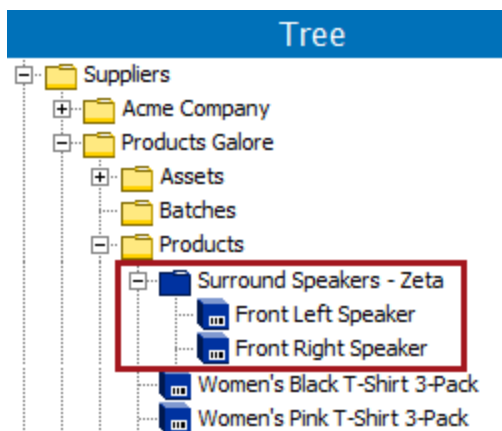 Tree
Suppliers
Acme Company
Products Galore
Assets
Batches
Products
Surround Speakers - Zeta
Front Left Speaker
Front Right Speaker
Women's Black T-Shirt 3-Pack
Women's Pink T-Shirt 3-Pack